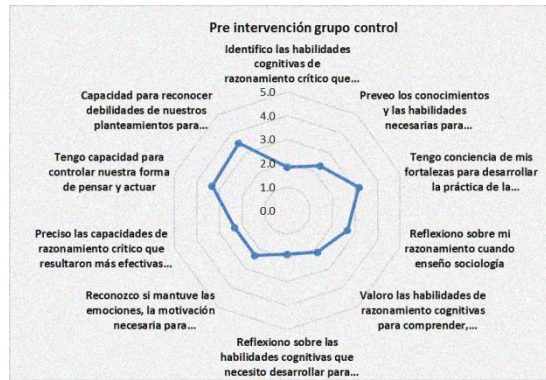 Pre intervención grupo control
Identifico las habilidades
cognitivas de
razonamiento crítico que...
Preveo los conocimientos
y las habilidades
necesarias para...
Tengo conciencia de mis
fortalezas para desarrollar
la práctica de la...
Reflexiono sobre mi
razonamiento cuando
enseño sociología
Valoro las habilidades de
razonamiento cognitivas
para comprender,...
Reflexiono sobre las
habilidades cognitivas que
necesito desarrollar para...
Reconozco si mantuve las
emociones, la motivación
necesaria para...
Preciso las capacidades de
razonamiento crítico que
resultaron más efectivas...
Tengo capacidad para
controlar nuestra forma
de pensar y actuar
Capacidad para reconocer
debilidades de nuestros
planteamientos para...
5.0
4.0
3.0
2.0
1.0
0.0